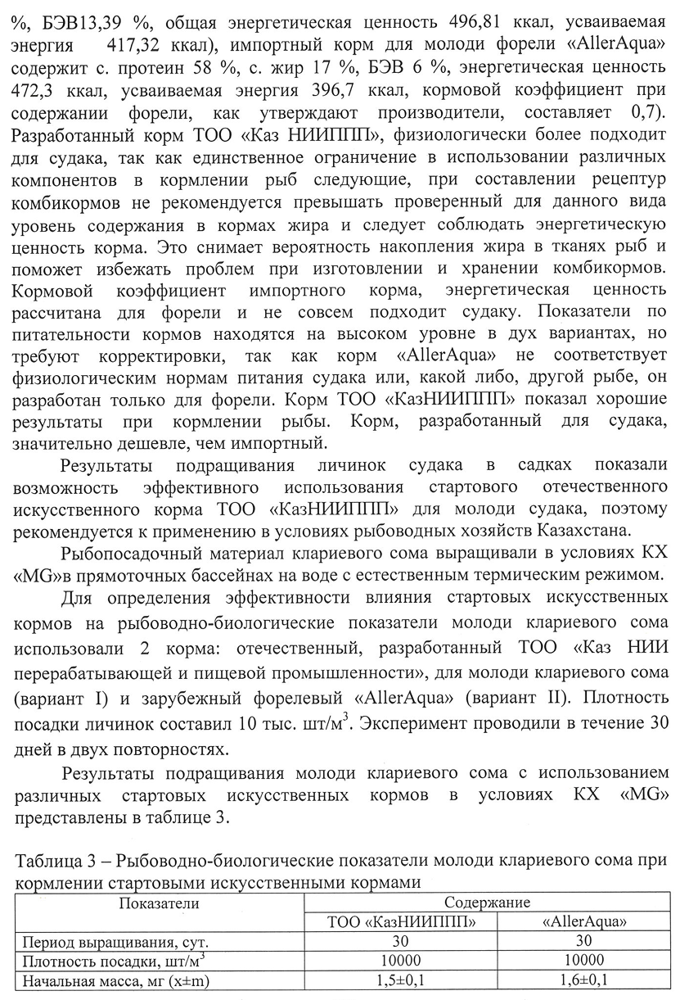 %, БЭВ13,39 %, общая энергетическая ценность 496,81 ккал, усваиваемая
энергия 417,32 ккал), импортный корм для молоди форели «AllerAqua»
содержит с. протеин 58 %, с. жир 17 %, БЭВ 6 %, энергетическая ценность
472,3 ккал, усваиваемая энергия 396,7 ккал, кормовой коэффициент при
содержании форели, как утверждают производители, составляет 0,7).
Разработанный корм ТОО «Каз НИИППП», физиологически более подходит
для судака, так как единственное ограничение в использовании различных
компонентов в кормлении рыб следующие, при составлении рецептур
комбикормов не рекомендуется превышать проверенный для данного вида
уровень содержания в кормах жира и следует соблюдать энергетическую
ценность корма. Это снимает вероятность накопления жира в тканях рыб и
поможет избежать проблем при изготовлении и хранении комбикормов.
Кормовой коэффициент импортного корма, энергетическая ценность
рассчитана для форели и не совсем подходит судаку. Показатели по
питательности кормов находятся на высоком уровне в дух вариантах, но
требуют корректировки, так как корм «AllerAqua» не соответствует
физиологическим нормам питания судака или, какой либо, другой рыбе, он
разработан только для форели. Корм ТОО «КазНИИППП» показал хорошие
результаты при кормлении рыбы. Корм, разработанный для судака,
значительно дешевле, чем импортный.
Результаты подращивания личинок судака в садках показали
возможность эффективного использования стартового отечественного
искусственного корма ТОО «КазНИИППП» для молоди судака, поэтому
рекомендуется к применению в условиях рыбоводных хозяйств Казахстана.
Рыбопосадочный материал клариевого сома выращивали в условиях КХ
«MG»в прямоточных бассейнах на воде с естественным термическим режимом.
Для определения эффективности влияния стартовых искусственных
кормов на рыбоводно-биологические показатели молоди клариевого сома
использовали 2 корма: отечественный, разработанный ТОО «Каз НИИ
перерабатывающей и пищевой промышленности», для молоди клариевого сома
(вариант I) и зарубежный форелевый «AllerAqua» (вариант II). Плотность
посадки личинок составил 10 тыс. шт/м³. Эксперимент проводили в течение 30
дней в двух повторностях.
Результаты подращивания молоди клариевого сома с использованием
различных стартовых искусственных кормов в условиях КХ «MG»
представлены в таблице 3.
Таблица 3 – Рыбоводно-биологические показатели молоди клариевого сома при
кормлении стартовыми искусственными кормами
Показатели Содержание
ТОО «КазНИИППП» «AllerAqua»
Период выращивания, сут. 30 30
Плотность посадки, шт/м³ 10000 10000
Начальная масса, мг (x±m) 1,5±0,1 1,6±0,1